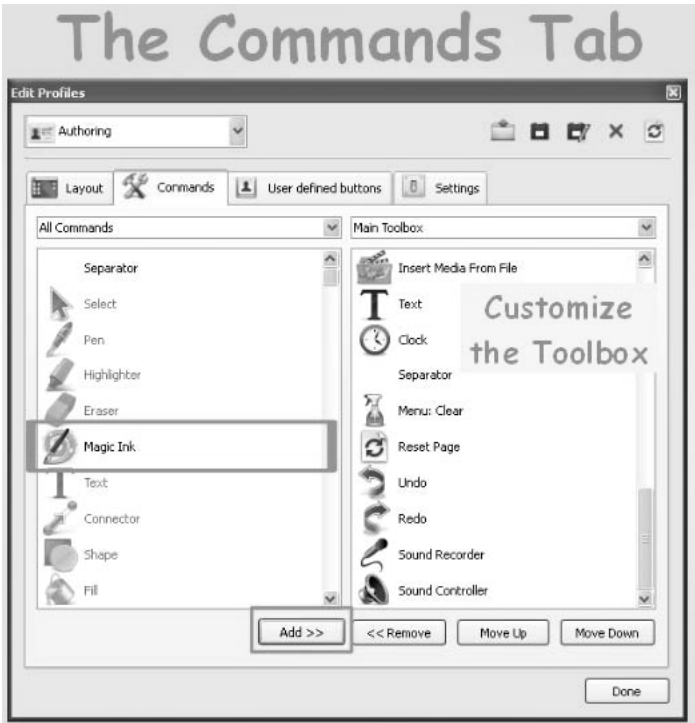 The Commands Tab
Edit Profiles
Authoring
Layout
Commands
User defined buttons
Settings
All Commands
Main Toolbox
Separator
Select
Pen
Highlighter
Eraser
Magic Ink
Text
Connector
Shape
Fill
Insert Media From File
Text
Clock
Separator
Menu: Clear
Reset Page
Undo
Redo
Sound Recorder
Sound Controller
Customize
the Toolbox
Add >>
<< Remove
Move Up
Move Down
Done